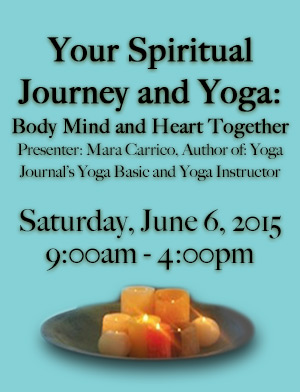 Your Spiritual
Journey and Yoga:
Body Mind and Heart Together
Presenter: Mara Carrico, Author of: Yoga
Journal's Yoga Basic and Yoga Instructor
Saturday, June 6, 2015
9:00am - 4:00pm